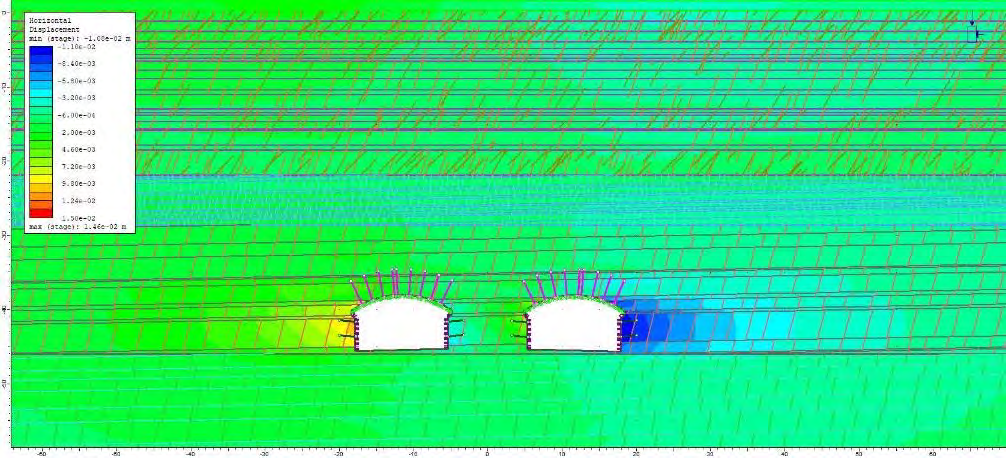 Horizontal
Displacement
min (stage): -1.08e-02 m
-1.10e-02
-8.40e-03
-5.80e-03
-3.20e-03
-6.00e-04
2.00e-03
4.60e-03
7.20e-03
9.80e-03
1.24e-02
1.50e-02
max (stage): 1.46e-02 m
-60 -50 -40 -30 -20 -10 0 10 20 30 40 50 60